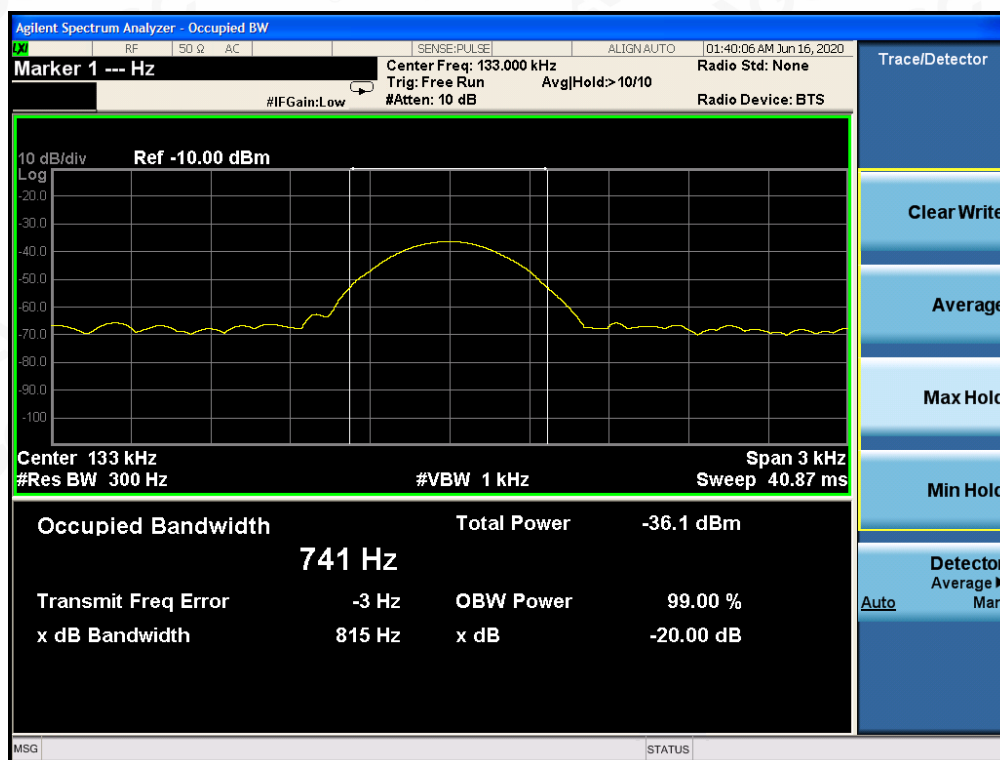 Agilent Spectrum Analyzer - Occupied BW
LXI RF 50 Ω AC SENSE:PULSE ALIGN AUTO 01:40:06 AM Jun 16, 2020
Marker 1 --- Hz
Center Freq: 133.000 kHz Radio Std: None
Trig: Free Run Avg|Hold:> 10/10
#IFGain:Low #Atten: 10 dB Radio Device: BTS
10 dB/div Ref -10.00 dBm
Log
-20.0
-30.0
-40.0
-50.0
-60.0
-70.0
-80.0
-90.0
-100
Center 133 kHz Span 3 kHz
#Res BW 300 Hz #VBW 1 kHz Sweep 40.87 ms
Occupied Bandwidth Total Power -36.1 dBm
741 Hz
Transmit Freq Error -3 Hz OBW Power 99.00 %
x dB Bandwidth 815 Hz x dB -20.00 dB
MSG STATUS
Trace/Detector
Clear Write
Average
Max Hold
Min Hold
Detector
Average
Auto Man